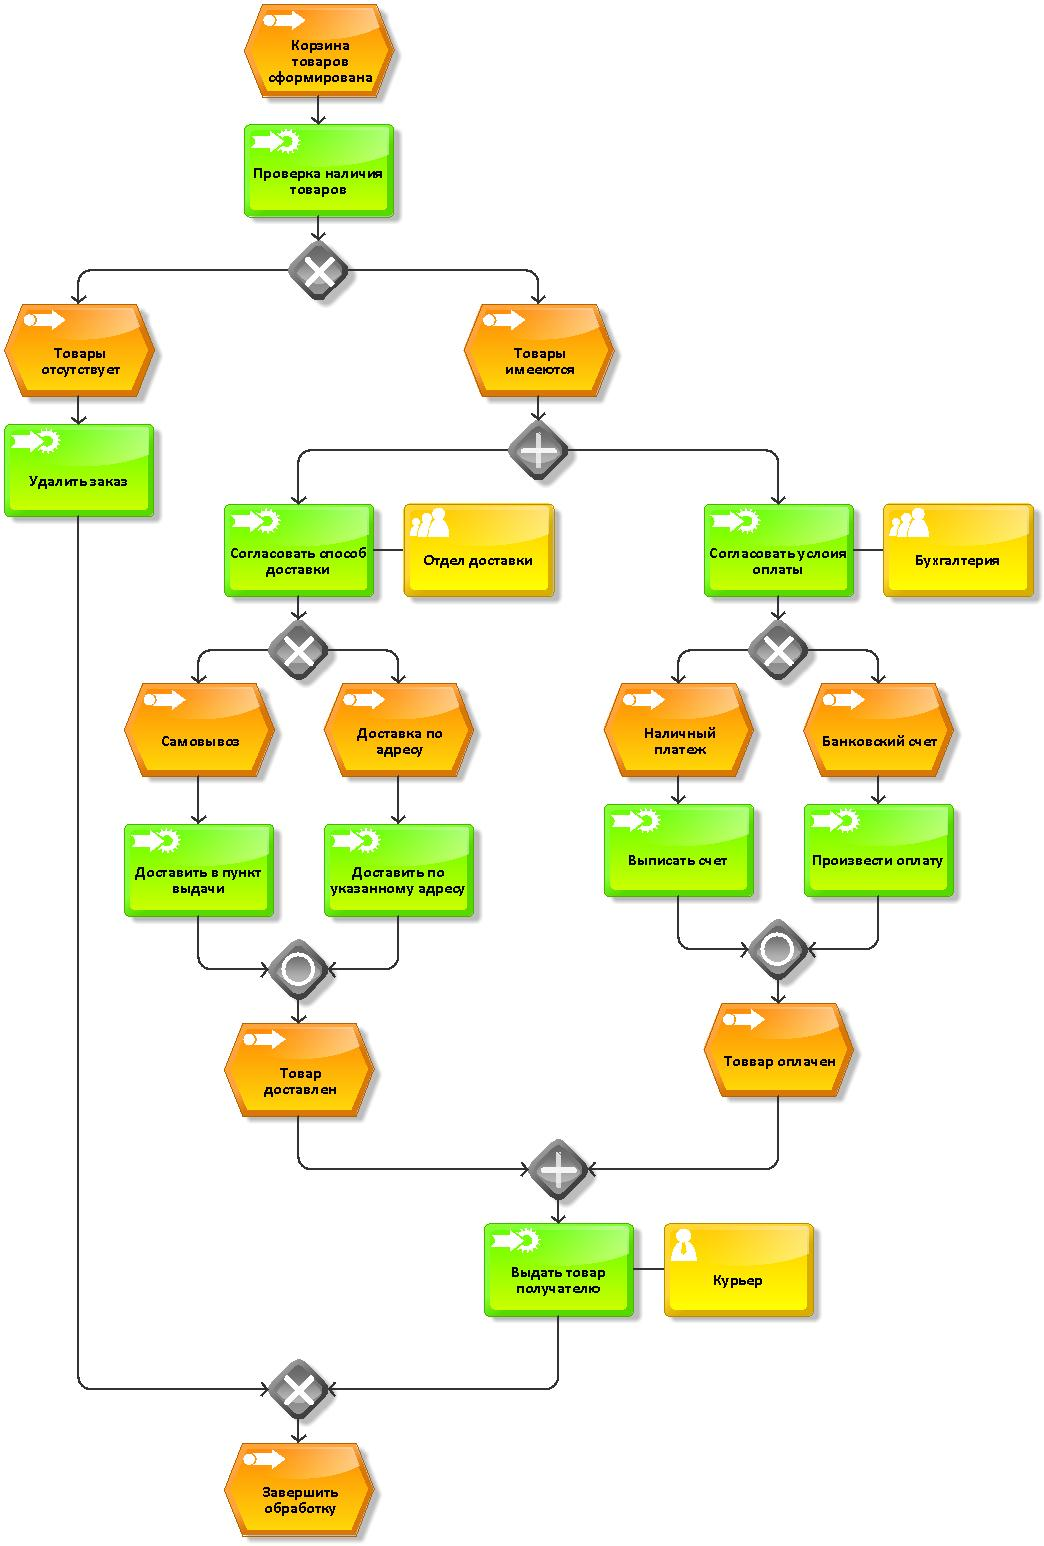 Корзина
товаров
сформирована
Проверка наличия
товаров
Товары
отсутствует
Товары
имееются
Удалить заказ
Согласовать способ
доставки
Отдел доставки
Согласовать услоия
оплаты
Бухгалтерия
Самовывоз
Доставка по
адресу
Наличный
платеж
Банковский счет
Доставить в пункт
выдачи
Доставить по
указанному адресу
Выписать счет
Произвести оплату
Товар
доставлен
Товвар оплачен
Выдать товар
получателю
Курьер
Завершить
обработку